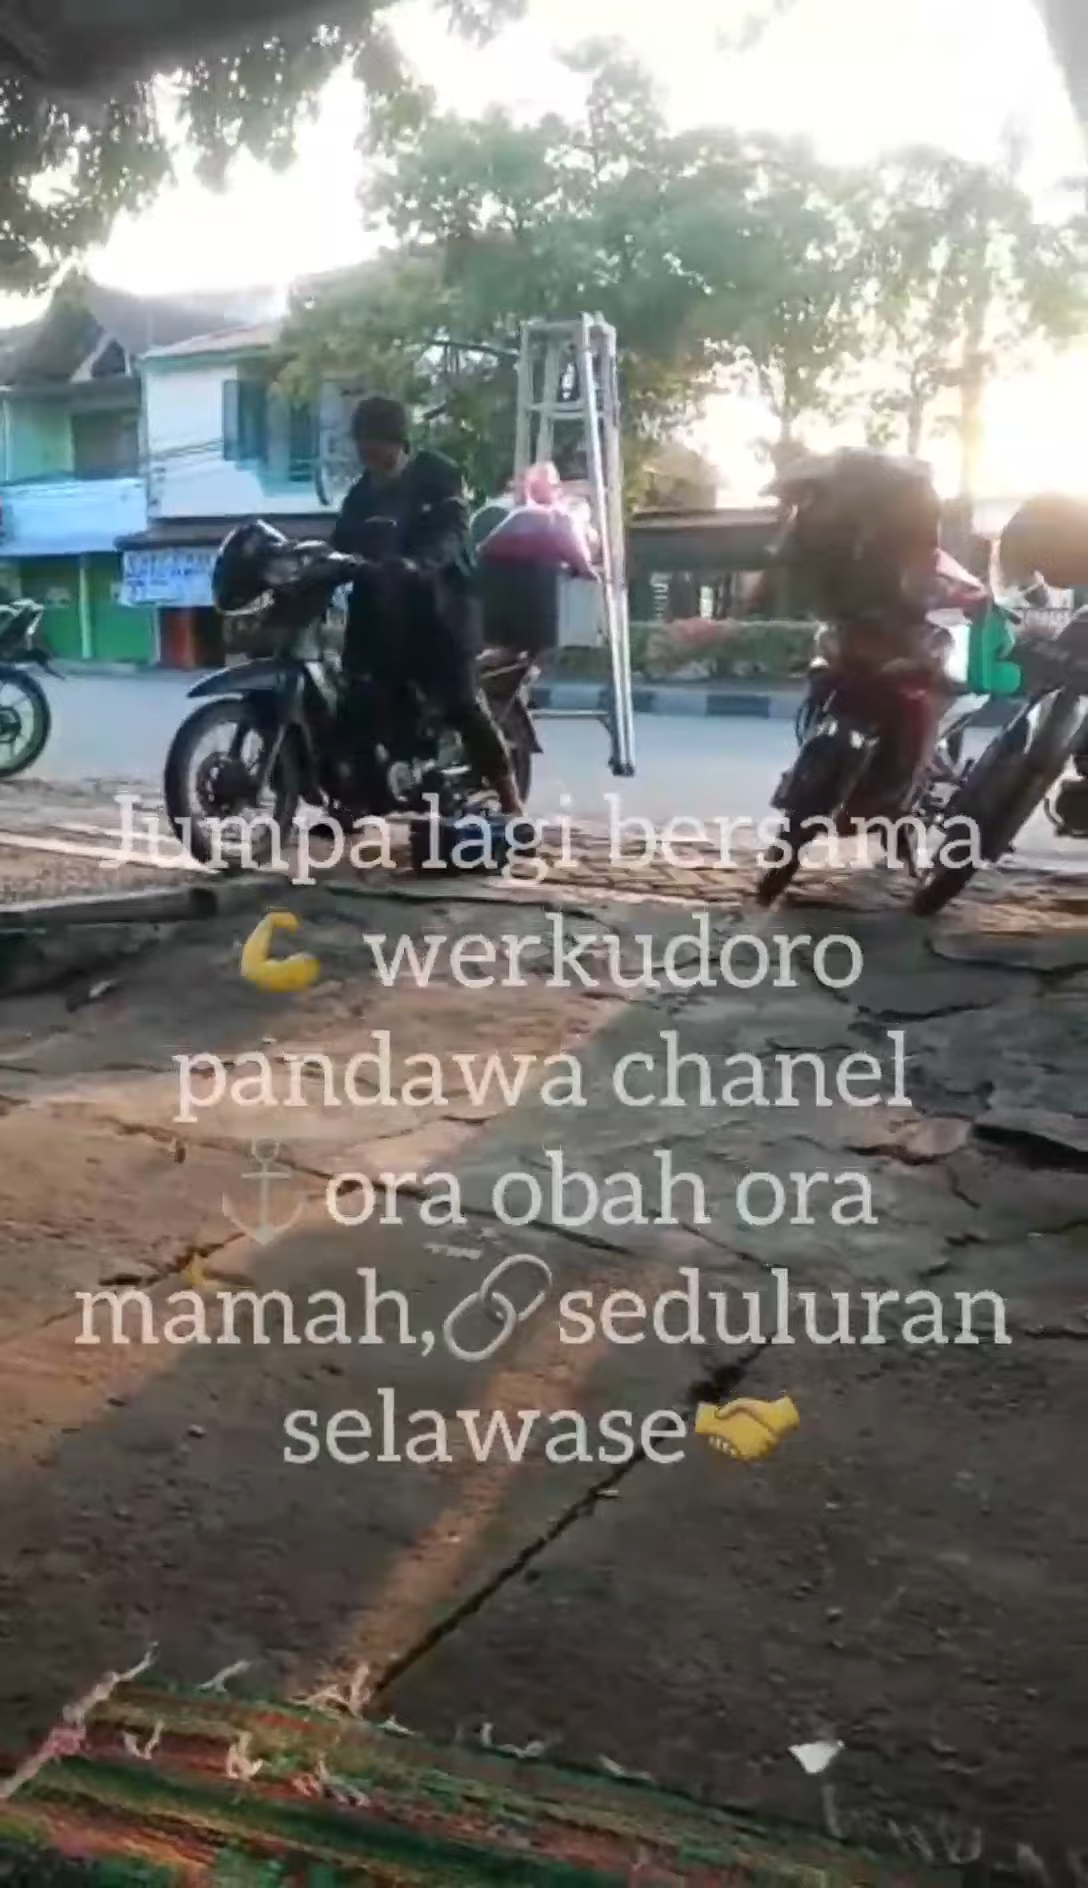 Jumpa lagi bersama
💪 werkudoro
pandawa chanel
⚓ora obah ora
mamah,🔗seduluran
selawase🤝